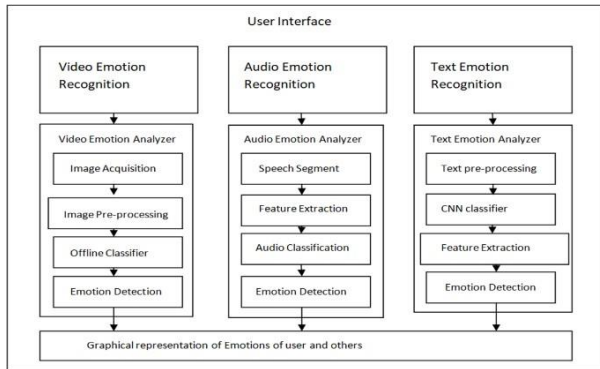 User Interface
Video Emotion
Recognition
Audio Emotion
Recognition
Text Emotion
Recognition
Video Emotion Analyzer
Image Acquisition
Image Pre-processing
Offline Classifier
Emotion Detection
Audio Emotion Analyzer
Speech Segment
Feature Extraction
Audio Classification
Emotion Detection
Text Emotion Analyzer
Text pre-processing
CNN classifier
Feature Extraction
Emotion Detection
Graphical representation of Emotions of user and others